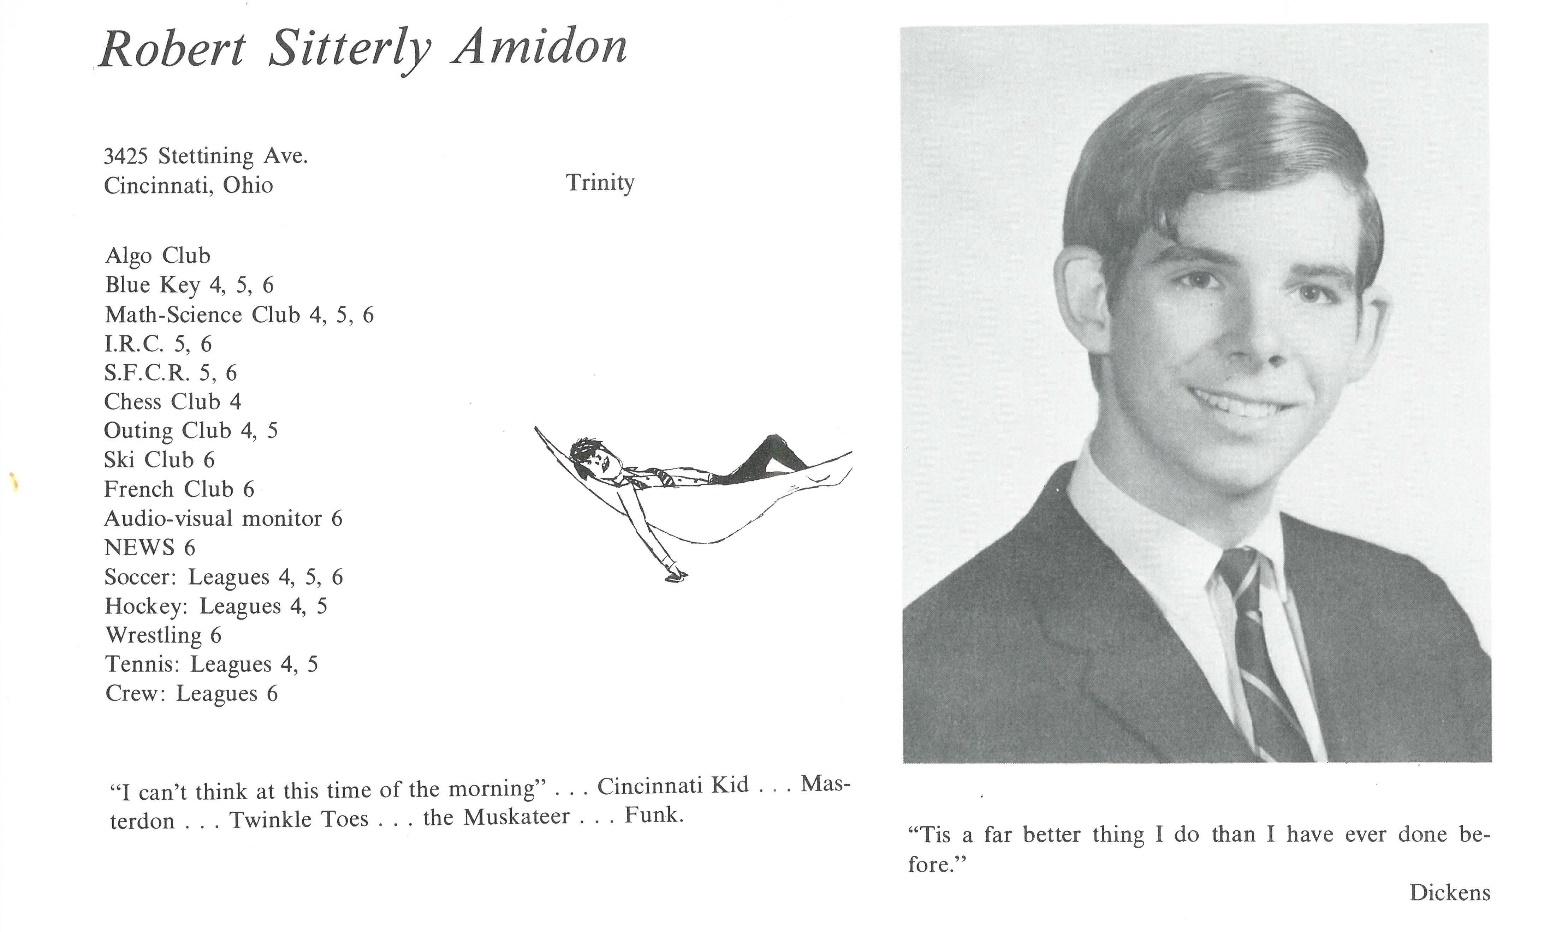 Robert Sitterly Amidon
3425 Stettining Ave.
Cincinnati, Ohio
Trinity
Algo Club
Blue Key 4, 5, 6
Math-Science Club 4, 5, 6
I.R.C. 5, 6
S.F.C.R. 5, 6
Chess Club 4
Outing Club 4, 5
Ski Club 6
French Club 6
Audio-visual monitor 6
NEWS 6
Soccer: Leagues 4, 5, 6
Hockey: Leagues 4, 5
Wrestling 6
Tennis: Leagues 4, 5
Crew: Leagues 6
“I can't think at this time of the morning” . . . Cincinnati Kid . . . Mas-
terdon . . . Twinkle Toes . . . the Muskateer . . . Funk.
“Tis a far better thing I do than I have ever done be-
fore.”
Dickens